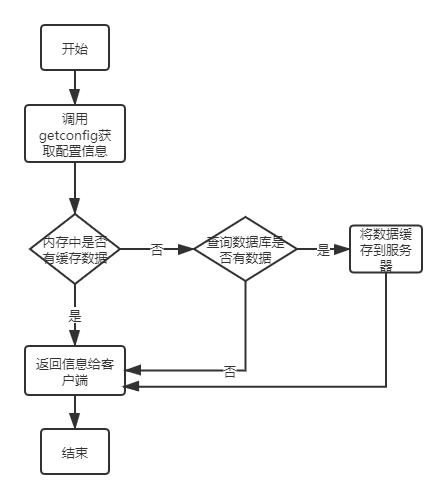 开始
调用
getconfig获
取配置信息
内存中是否
有缓存数据
否
查询数据库是
否有数据
是
将数据缓
存到服务
器
是
返回信息给客
户端
否
结束